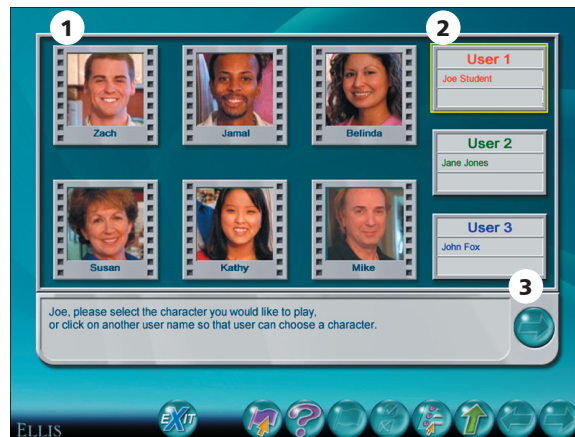 1
2
Zach
Jamal
Belinda
User 1
Joe Student
User 2
Jane Jones
Susan
Kathy
Mike
User 3
John Fox
3
Joe, please select the character you would like to play,
or click on another user name so that user can choose a character.
EXIT
?
ELLIS